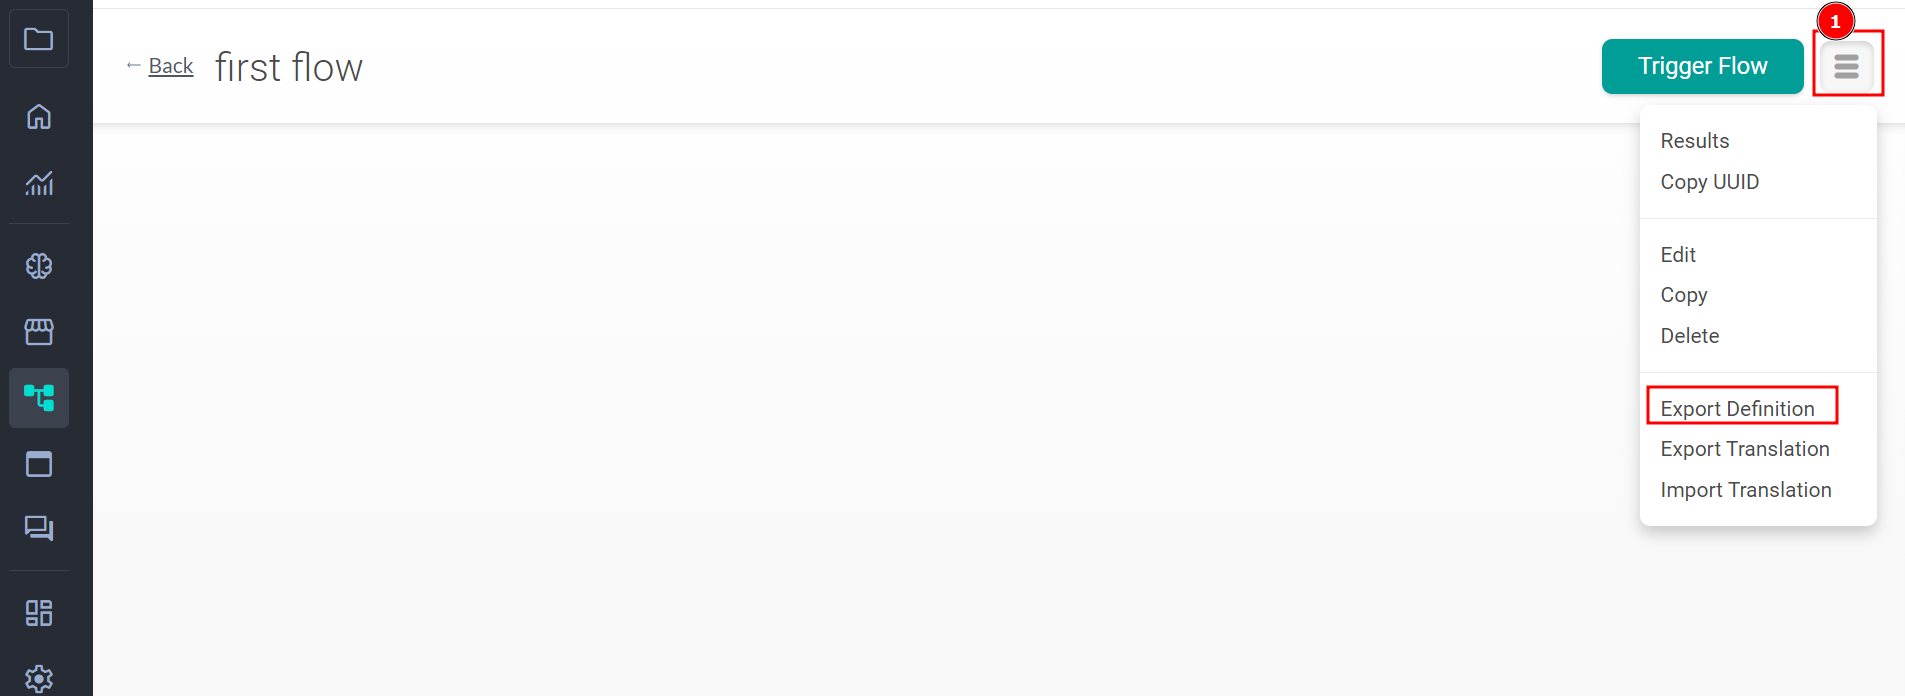 ← Back
first flow
Trigger Flow
1
Results
Copy UUID
Edit
Copy
Delete
Export Definition
Export Translation
Import Translation